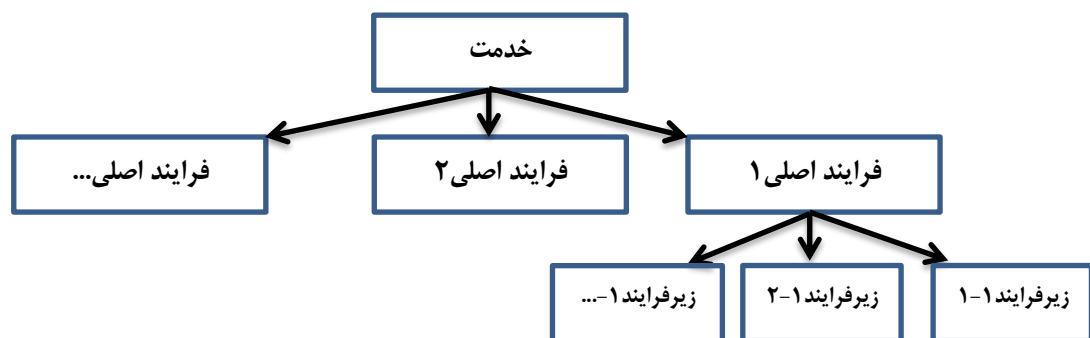 خدمت
فرایند اصلی۱
فرایند اصلی۲
فرایند اصلی...
زیرفرایند۱-۱
زیرفرایند۱-۲
زیرفرایند۱-...